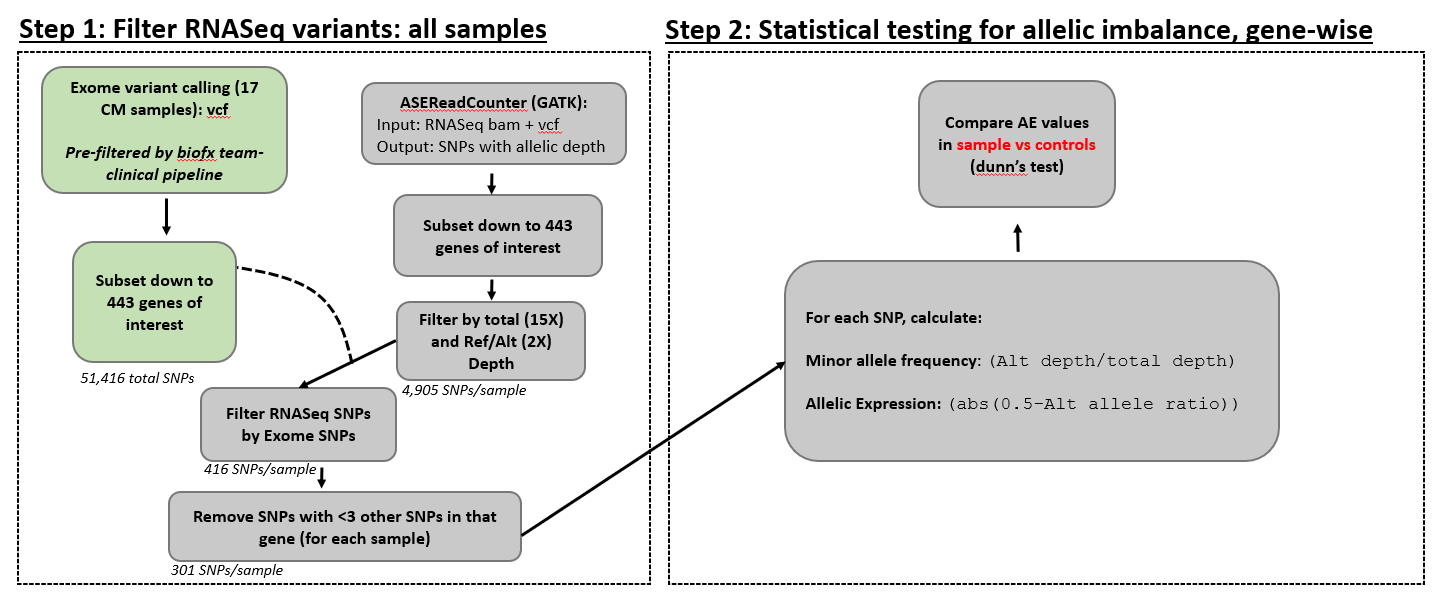 Step 1: Filter RNASeq variants: all samples
Exome variant calling (17
CM samples): vcf
Pre-filtered by biofx team-
clinical pipeline
Subset down to
443 genes of
interest
51,416 total SNPs
ASEReadCounter (GATK):
Input: RNASeq bam + vcf
Output: SNPs with allelic depth
Subset down to 443
genes of interest
Filter by total (15X)
and Ref/Alt (2X)
Depth
4,905 SNPs/sample
Filter RNASeq SNPs
by Exome SNPs
416 SNPs/sample
Remove SNPs with <3 other SNPs in that
gene (for each sample)
301 SNPs/sample
Step 2: Statistical testing for allelic imbalance, gene-wise
Compare AE values
in sample vs controls
(dunn's test)
For each SNP, calculate:
Minor allele frequency: (Alt depth/total depth)
Allelic Expression: (abs(0.5-Alt allele ratio))